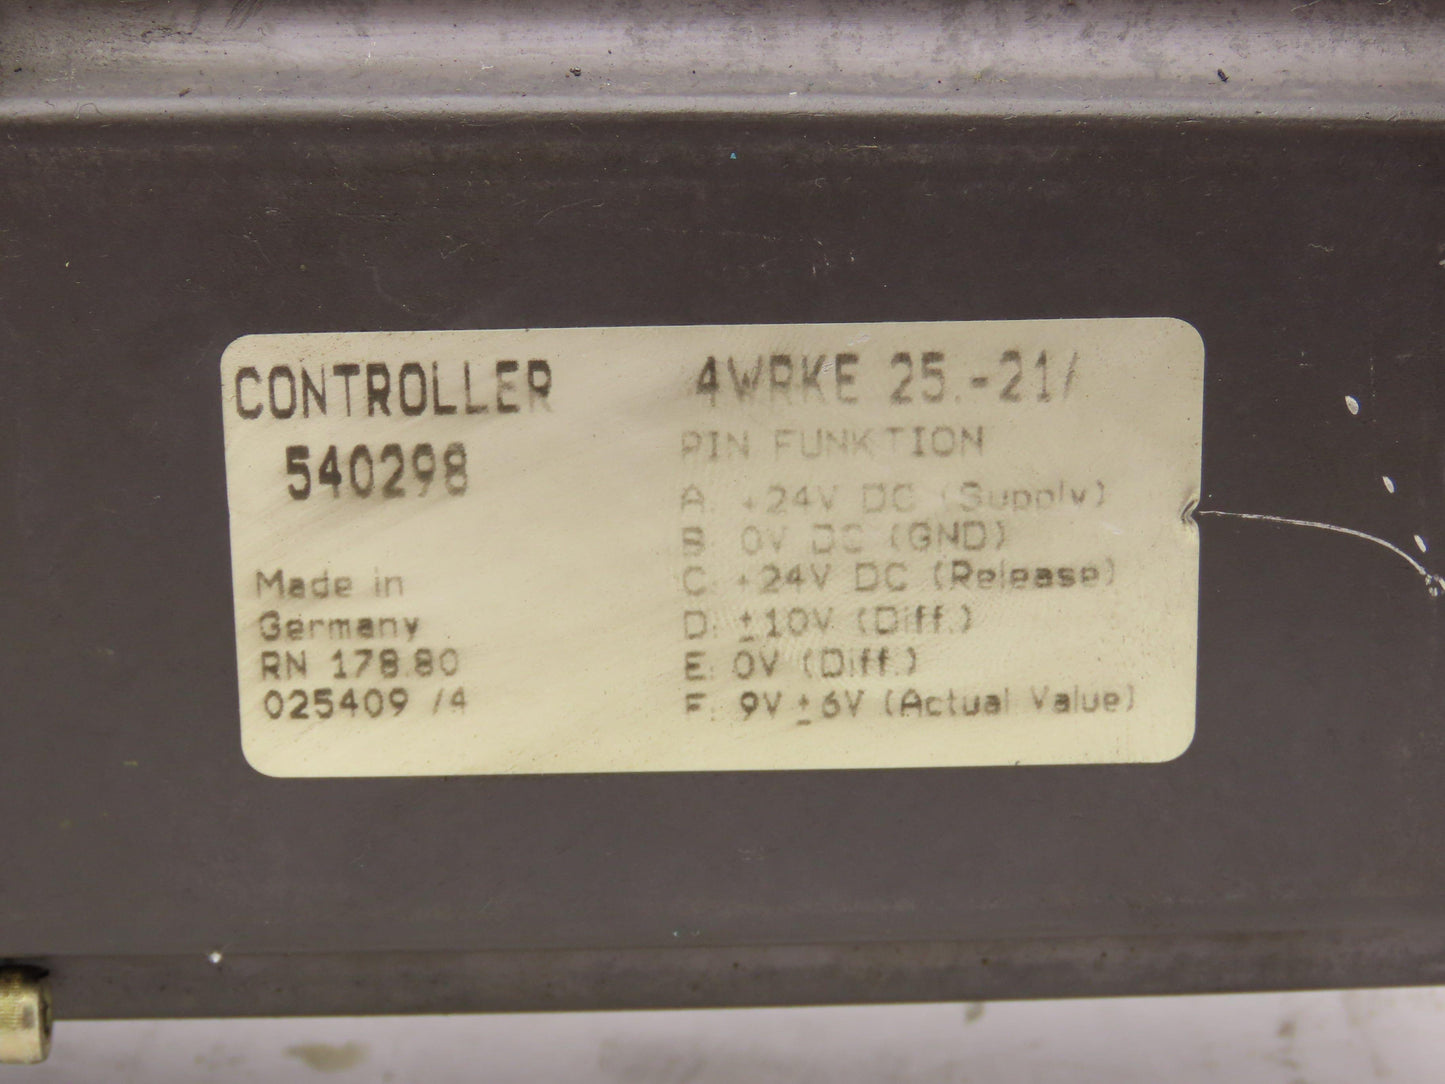 CONTROLLER
540298
Made in
Germany
RN 178.80
025409 /4
4WRKE 25.-21/
PIN FUNKTION
A: +24V DC (Supply)
B: 0V DC (GND)
C: +24V DC (Release)
D: ±10V (Diff.)
E: 0V (Diff.)
F: 9V ± 6V (Actual Value)